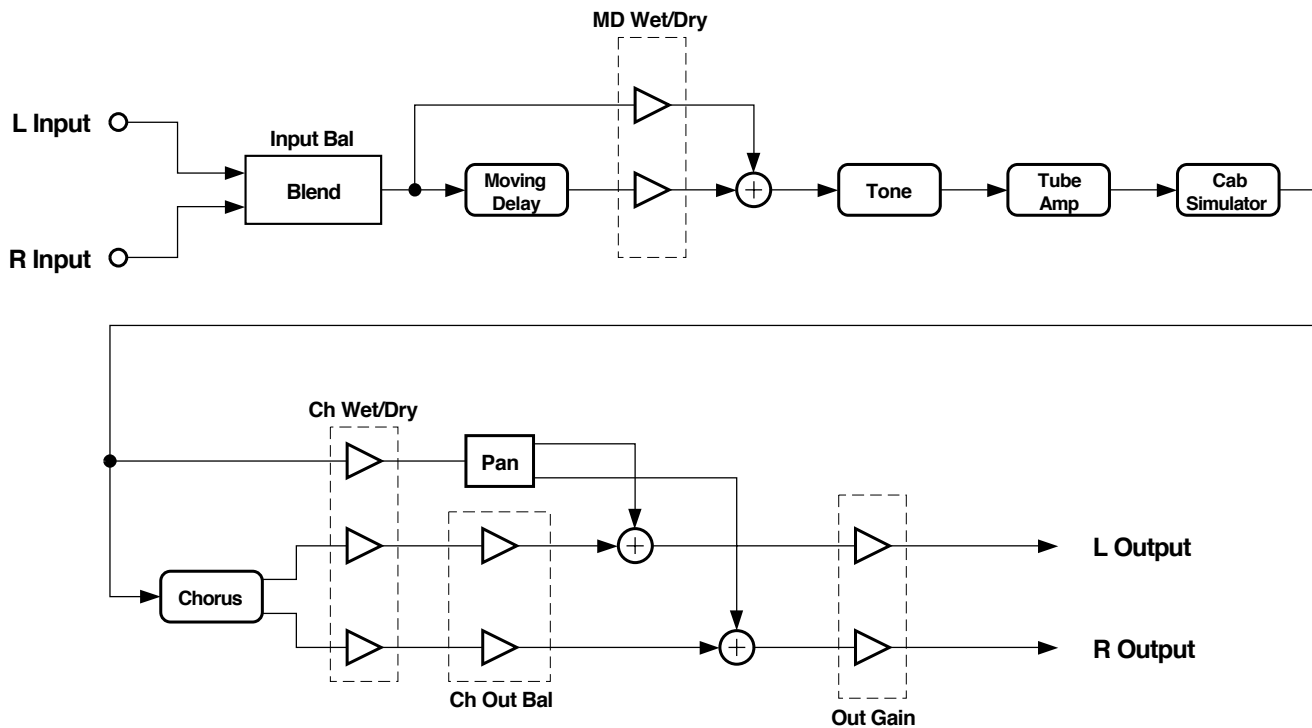 MD Wet/Dry
L Input
Input Bal
Blend
R Input
Moving
Delay
Tone
Tube
Amp
Cab
Simulator
Ch Wet/Dry
Pan
Chorus
Ch Out Bal
Out Gain
L Output
R Output